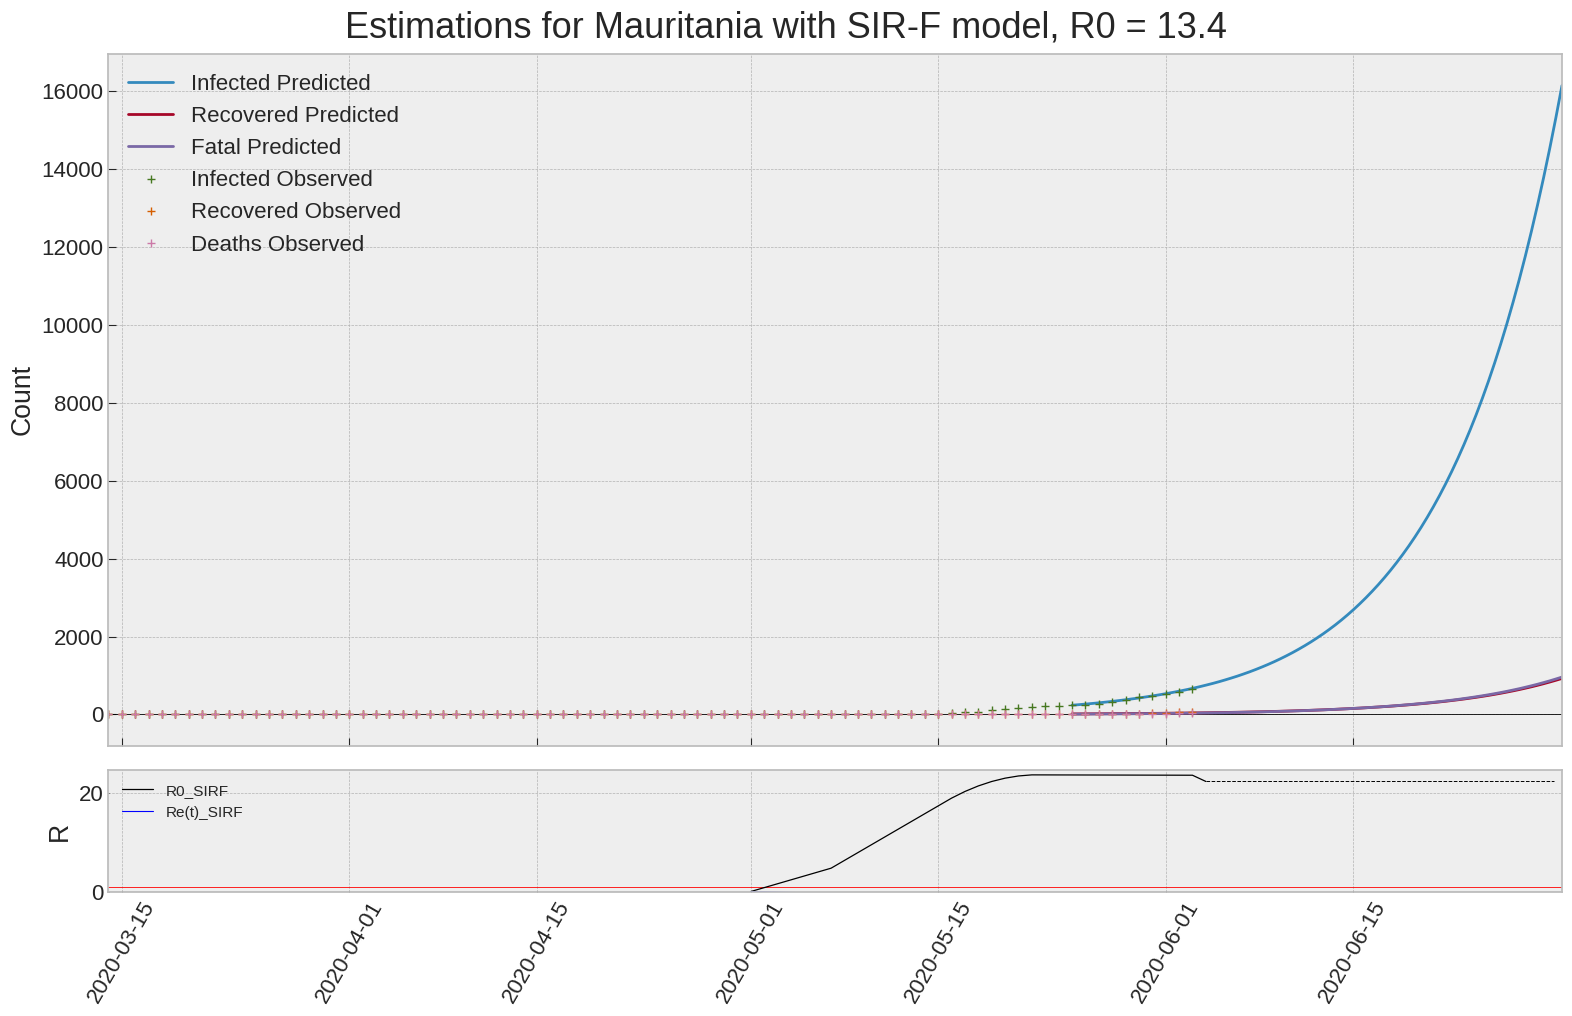 Estimations for Mauritania with SIR-F model, R0 = 13.4
Infected Predicted
Recovered Predicted
Fatal Predicted
Infected Observed
Recovered Observed
Deaths Observed
16000
14000
12000
10000
8000
6000
4000
2000
0
Count
R0_SIRF
Re(t)_SIRF
20
0
R
2020-03-15
2020-04-01
2020-04-15
2020-05-01
2020-05-15
2020-06-01
2020-06-15